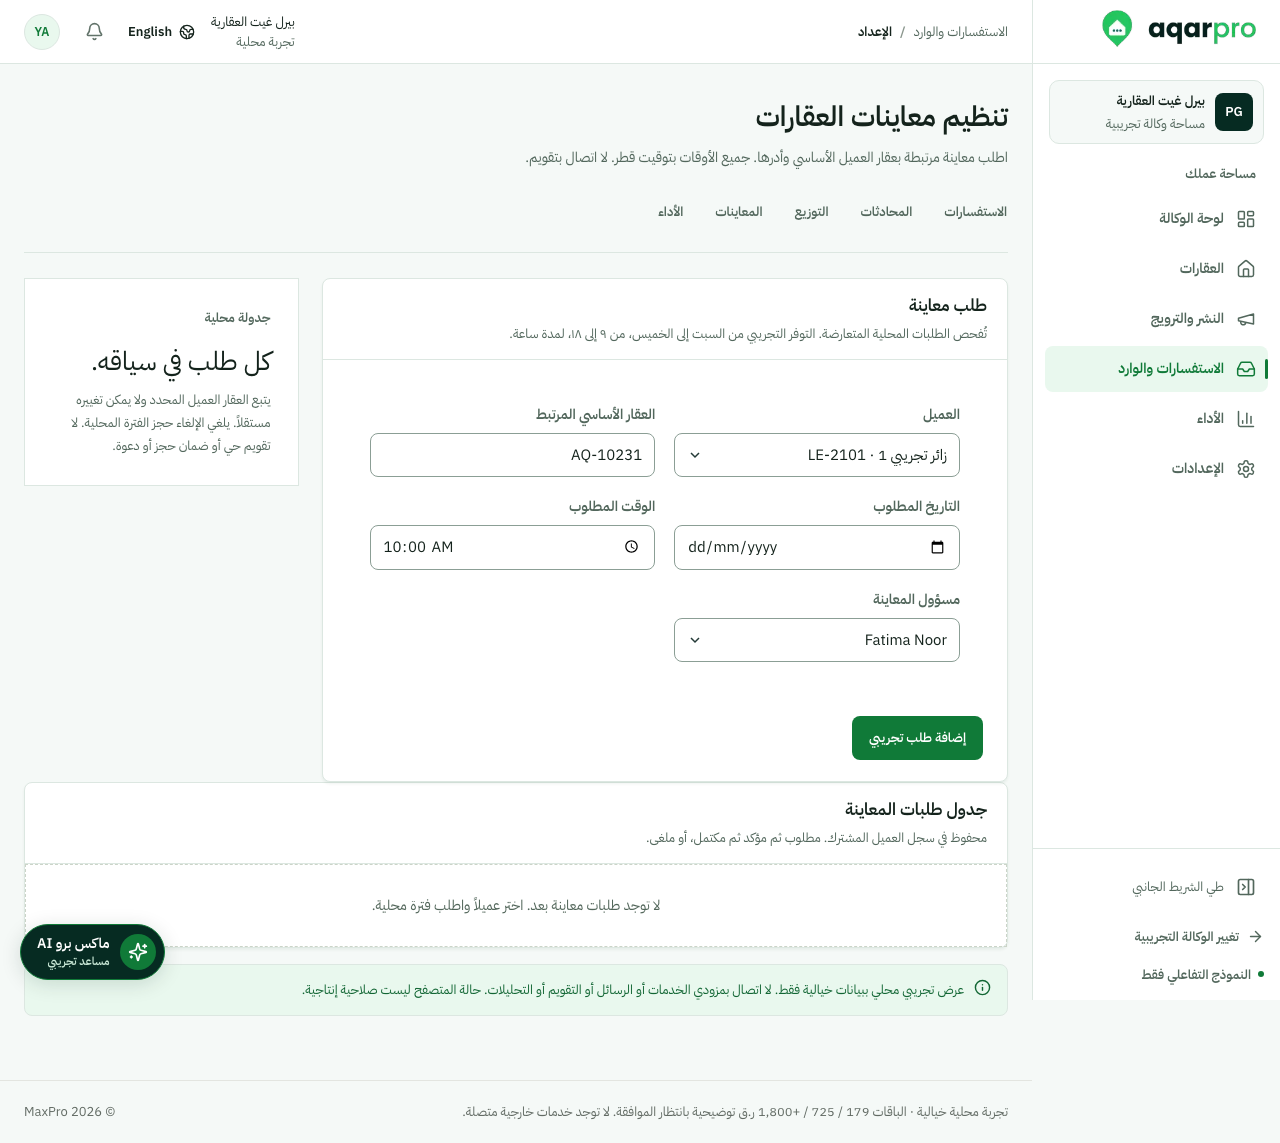 aqarpro
الاستفسارات والوارد / الإعداد
بيرل غيت العقارية
تجربة محلية
English
YA
PG
بيرل غيت العقارية
مساحة وكالة تجريبية
مساحة عملك
لوحة الوكالة
العقارات
النشر والترويج
الاستفسارات والوارد
الأداء
الإعدادات
طي الشريط الجانبي
تغيير الوكالة التجريبية
النموذج التفاعلي فقط
تنظيم معاينات العقارات
اطلب معاينة مرتبطة بعقار العميل الأساسي وأدرها. جميع الأوقات بتوقيت قطر. لا اتصال بتقويم.
الاستفسارات
المحادثات
التوزيع
المعاينات
الأداء
طلب معاينة
تُفحص الطلبات المحلية المتعارضة. التوفر التجريبي من السبت إلى الخميس، من ٩ إلى ١٨، لمدة ساعة.
العميل
زائر تجريبي 1 · LE-2101
العقار الأساسي المرتبط
AQ-10231
التاريخ المطلوب
dd/mm/yyyy
الوقت المطلوب
10:00 AM
مسؤول المعاينة
Fatima Noor
إضافة طلب تجريبي
جدولة محلية
كل طلب في سياقه.
يتبع العقار العميل المحدد ولا يمكن تغييره
مستقلاً. يلغي الإلغاء حجز الفترة المحلية. لا
تقويم حي أو ضمان حجز أو دعوة.
جدول طلبات المعاينة
محفوظ في سجل العميل المشترك. مطلوب ثم مؤكد ثم مكتمل، أو ملغى.
لا توجد طلبات معاينة بعد. اختر عميلاً واطلب فترة محلية.
ماكس برو AI
مساعد تجريبي
عرض تجريبي محلي ببيانات خيالية فقط. لا اتصال بمزودي الخدمات أو الرسائل أو التقويم أو التحليلات. حالة المتصفح ليست صلاحية إنتاجية.
تجربة محلية خيالية · الباقات 179 / 725 / +1,800 ر.ق توضيحية بانتظار الموافقة. لا توجد خدمات خارجية متصلة.
© 2026 MaxPro